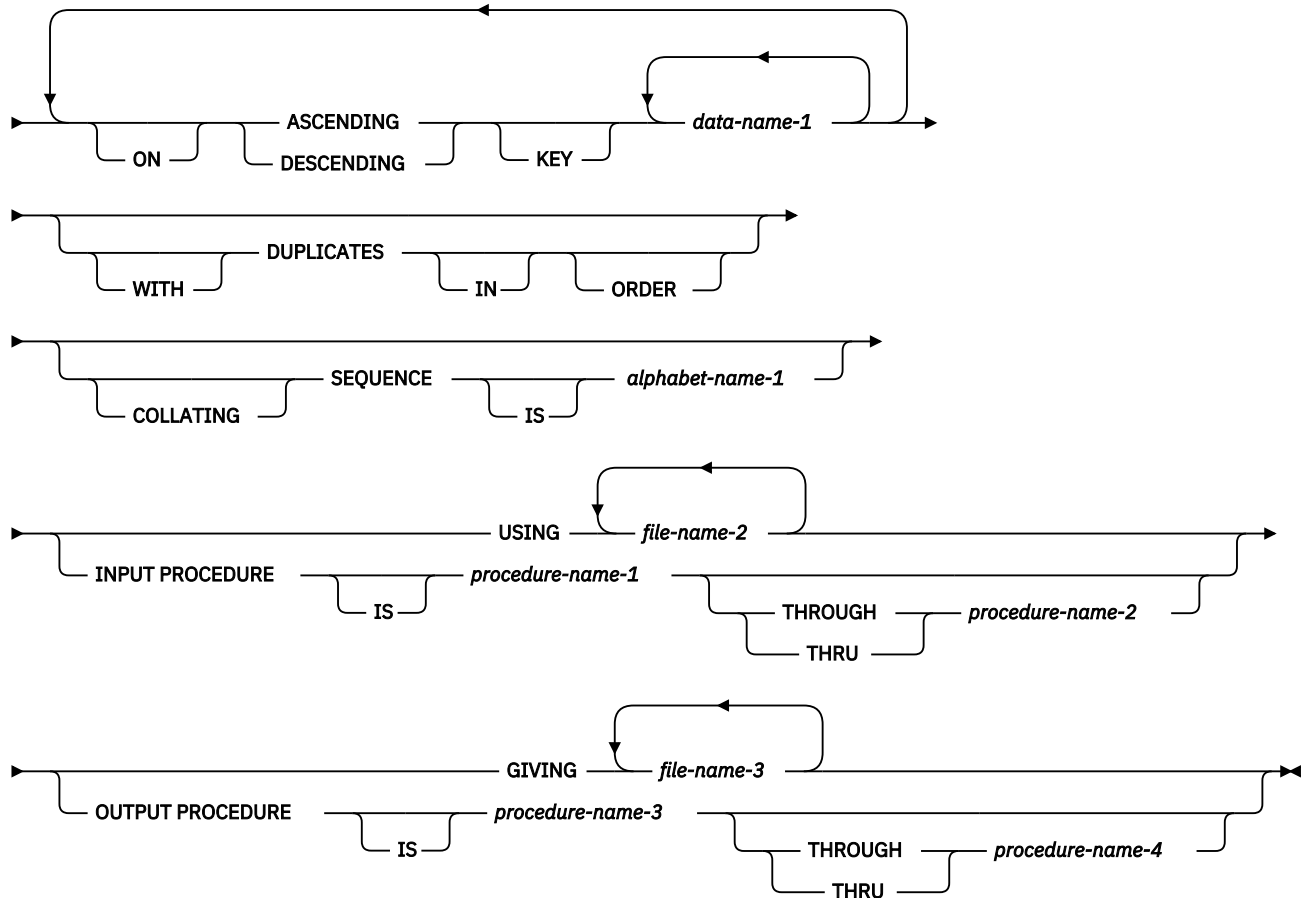 ASCENDING data-name-1
ON DESCENDING KEY
DUPLICATES
WITH IN ORDER
SEQUENCE alphabet-name-1
COLLATING IS
USING file-name-2
INPUT PROCEDURE procedure-name-1
IS THROUGH procedure-name-2
THRU
GIVING file-name-3
OUTPUT PROCEDURE procedure-name-3
IS THROUGH procedure-name-4
THRU